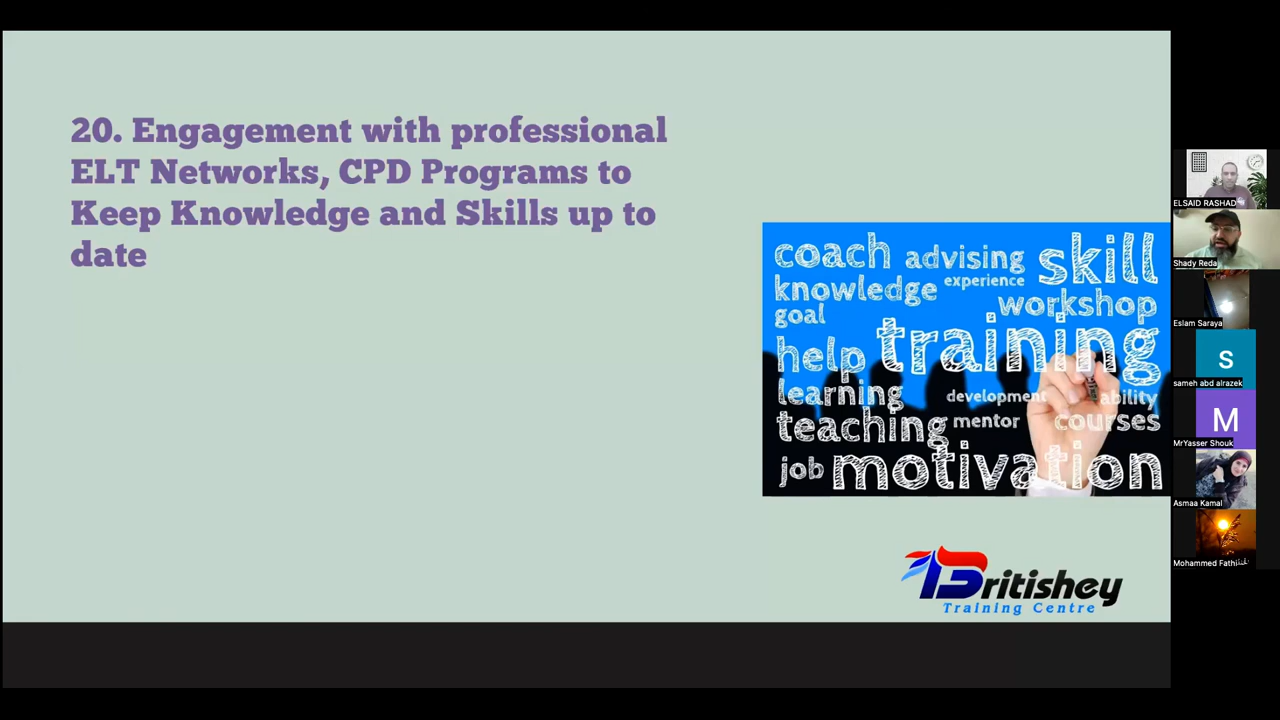 20. Engagement with professional
ELT Networks, CPD Programs to
Keep Knowledge and Skills up to
date
coach advising skill
knowledge experience
goal workshop
help training
learning development ability
teaching mentor courses
job motivation
Britishey
Training Centre
ELSAID RASHAD
Shady Reda
Eslam Saraya
s
sameh abd alrazek
M
MrYasser Shouk
Asmaa Kamal
Mohammed Fathi